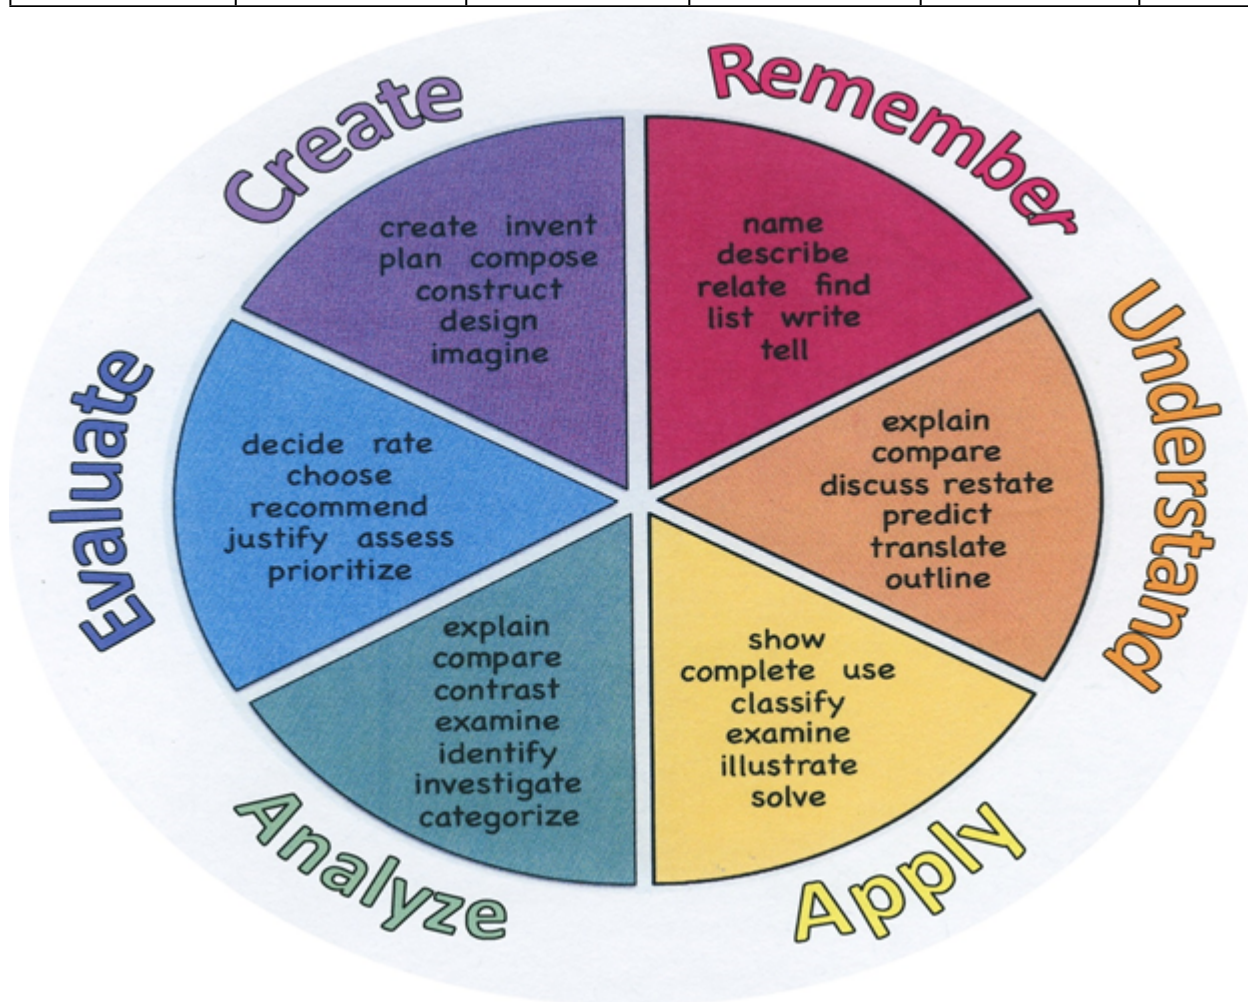 Remember
name
describe
relate find
list write
tell
Understand
explain
compare
discuss restate
predict
translate
outline
Apply
show
complete use
classify
examine
illustrate
solve
Analyze
explain
compare
contrast
examine
identify
investigate
categorize
Evaluate
decide rate
choose
recommend
justify assess
prioritize
Create
create invent
plan compose
construct
design
imagine